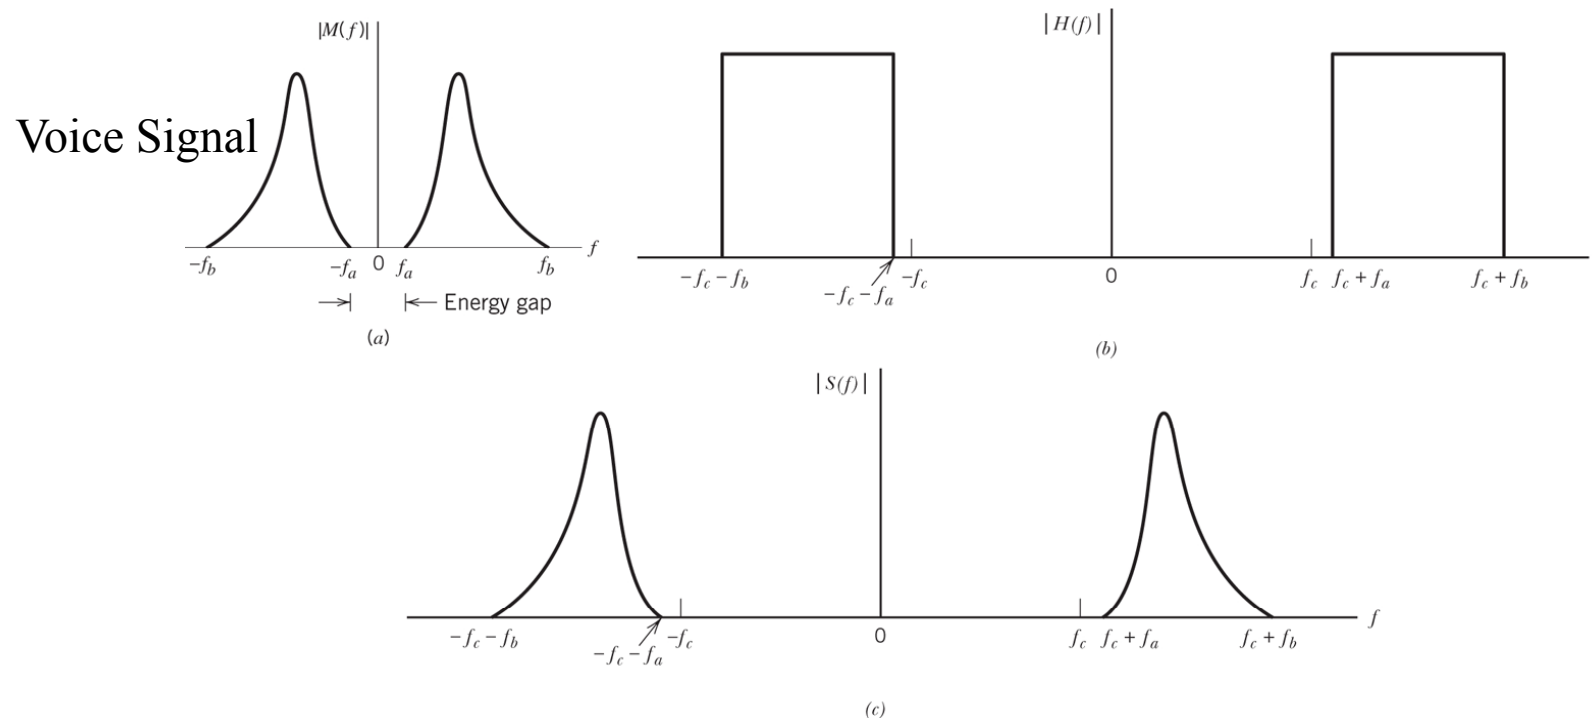 |M(f)|
Voice Signal
−f_b −f_a 0 f_a f_b f
Energy gap
(a)
|H(f)|
−f_c − f_b −f_c − f_a −f_c 0 f_c f_c + f_a f_c + f_b
(b)
|S(f)|
−f_c − f_b −f_c − f_a −f_c 0 f_c f_c + f_a f_c + f_b f
(c)